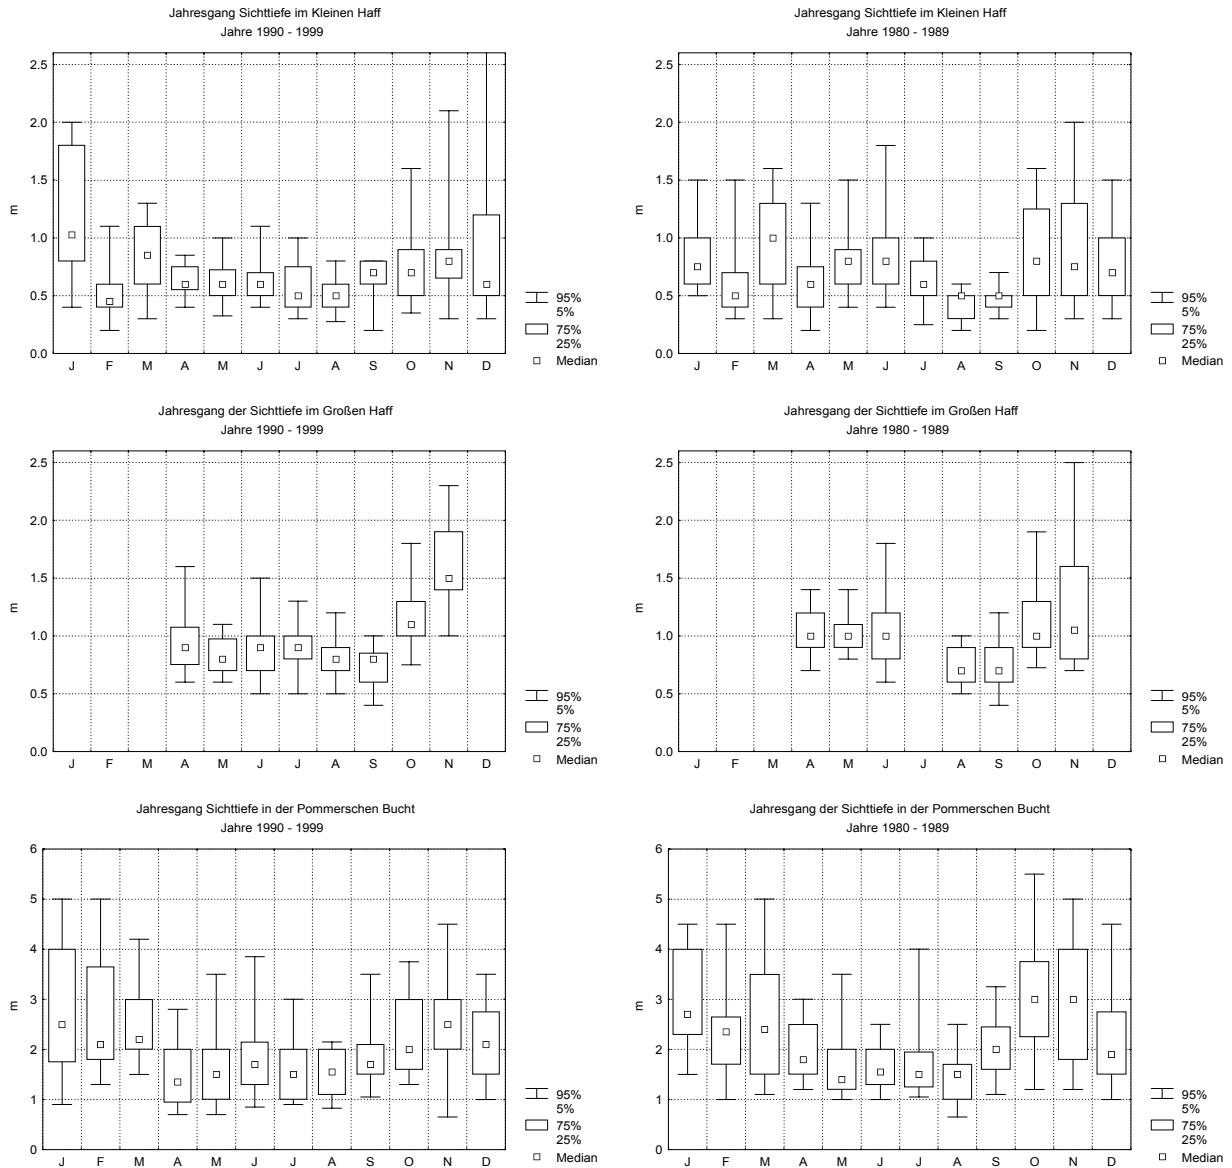 Jahresgang Sichttiefe im Kleinen Haff
Jahre 1990 - 1999
2.5
2.0
1.5
1.0
0.5
0.0
m
J F M A M J J A S O N D
95%
5%
75%
25%
Median
Jahresgang Sichttiefe im Kleinen Haff
Jahre 1980 - 1989
2.5
2.0
1.5
1.0
0.5
0.0
m
J F M A M J J A S O N D
95%
5%
75%
25%
Median
Jahresgang der Sichttiefe im Großen Haff
Jahre 1990 - 1999
2.5
2.0
1.5
1.0
0.5
0.0
m
J F M A M J J A S O N D
95%
5%
75%
25%
Median
Jahresgang der Sichttiefe im Großen Haff
Jahre 1980 - 1989
2.5
2.0
1.5
1.0
0.5
0.0
m
J F M A M J J A S O N D
95%
5%
75%
25%
Median
Jahresgang Sichttiefe in der Pommerschen Bucht
Jahre 1990 - 1999
6
5
4
3
2
1
0
m
J F M A M J J A S O N D
95%
5%
75%
25%
Median
Jahresgang der Sichttiefe in der Pommerschen Bucht
Jahre 1980 - 1989
6
5
4
3
2
1
0
m
J F M A M J J A S O N D
95%
5%
75%
25%
Median